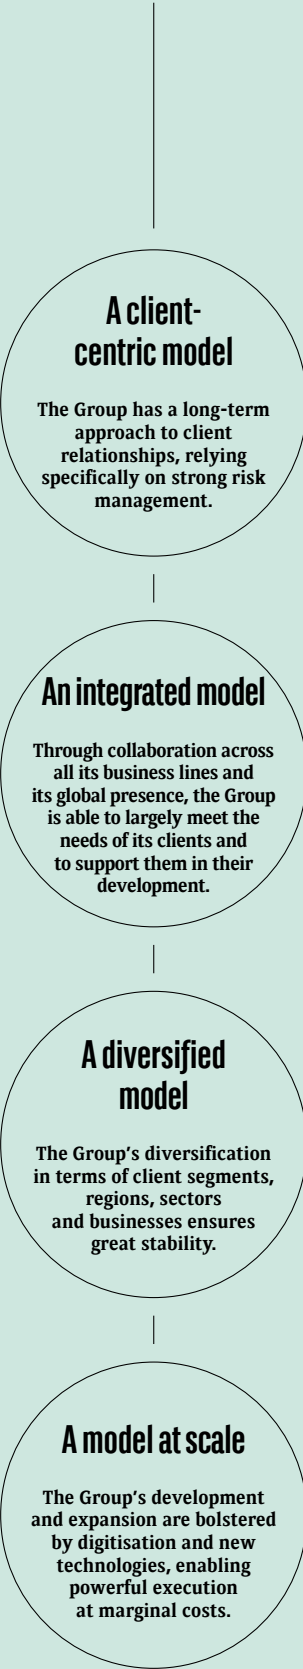 A client-
centric model
The Group has a long-term
approach to client
relationships, relying
specifically on strong risk
management.
An integrated model
Through collaboration across
all its business lines and
its global presence, the Group
is able to largely meet the
needs of its clients and
to support them in their
development.
A diversified
model
The Group's diversification
in terms of client segments,
regions, sectors
and businesses ensures
great stability.
A model at scale
The Group's development
and expansion are bolstered
by digitisation and new
technologies, enabling
powerful execution
at marginal costs.